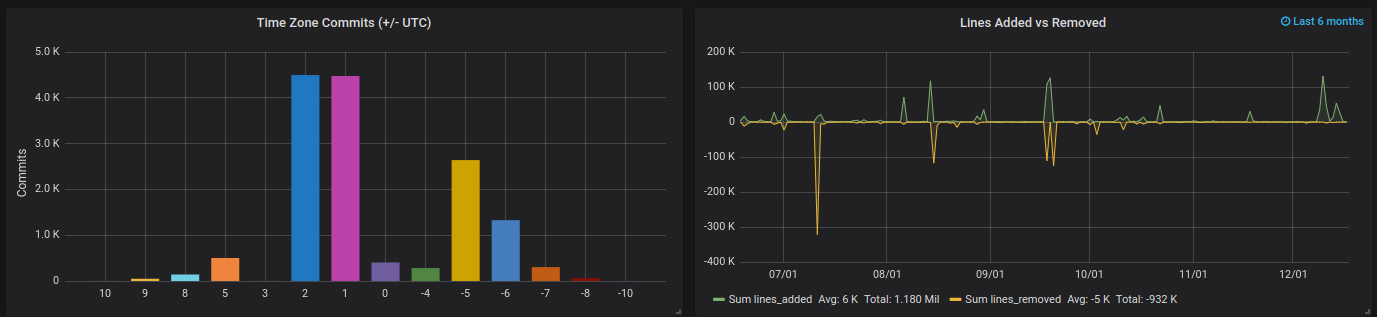 Time Zone Commits (+/- UTC)
5.0 K
4.0 K
3.0 K
2.0 K
1.0 K
0
Commits
10 9 8 5 3 2 1 0 -4 -5 -6 -7 -8 -10
Lines Added vs Removed
Last 6 months
200 K
100 K
0
-100 K
-200 K
-300 K
-400 K
07/01 08/01 09/01 10/01 11/01 12/01
Sum lines_added Avg: 6 K Total: 1.180 Mil Sum lines_removed Avg: -5 K Total: -932 K